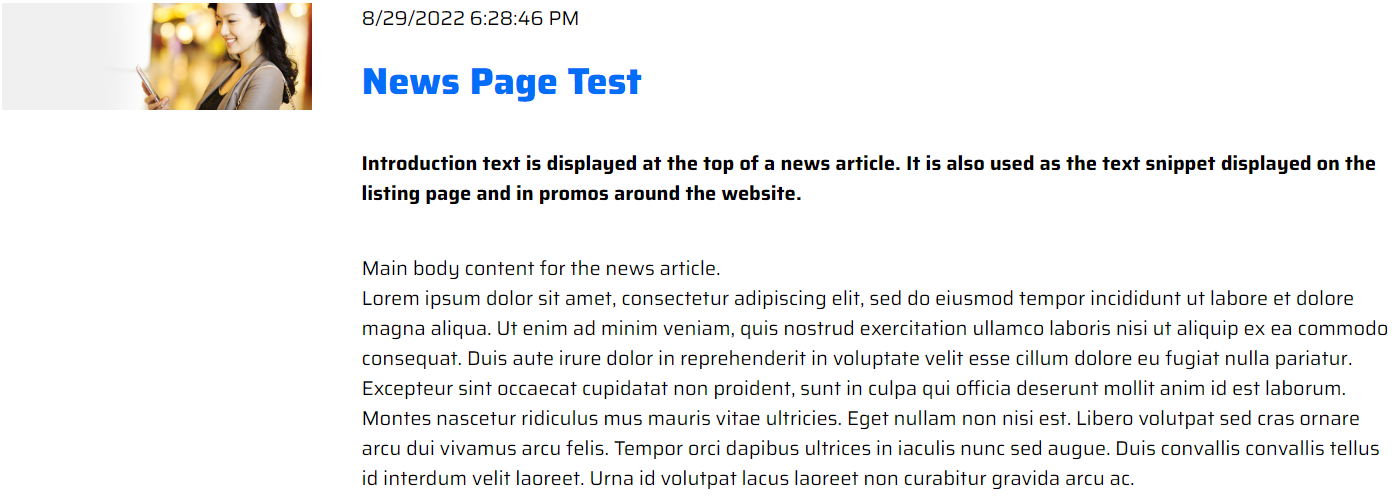 8/29/2022 6:28:46 PM
News Page Test
Introduction text is displayed at the top of a news article. It is also used as the text snippet displayed on the
listing page and in promos around the website.
Main body content for the news article.
Lorem ipsum dolor sit amet, consectetur adipiscing elit, sed do eiusmod tempor incididunt ut labore et dolore
magna aliqua. Ut enim ad minim veniam, quis nostrud exercitation ullamco laboris nisi ut aliquip ex ea commodo
consequat. Duis aute irure dolor in reprehenderit in voluptate velit esse cillum dolore eu fugiat nulla pariatur.
Excepteur sint occaecat cupidatat non proident, sunt in culpa qui officia deserunt mollit anim id est laborum.
Montes nascetur ridiculus mus mauris vitae ultricies. Eget nullam non nisi est. Libero volutpat sed cras ornare
arcu dui vivamus arcu felis. Tempor orci dapibus ultrices in iaculis nunc sed augue. Duis convallis convallis tellus
id interdum velit laoreet. Urna id volutpat lacus laoreet non curabitur gravida arcu ac.